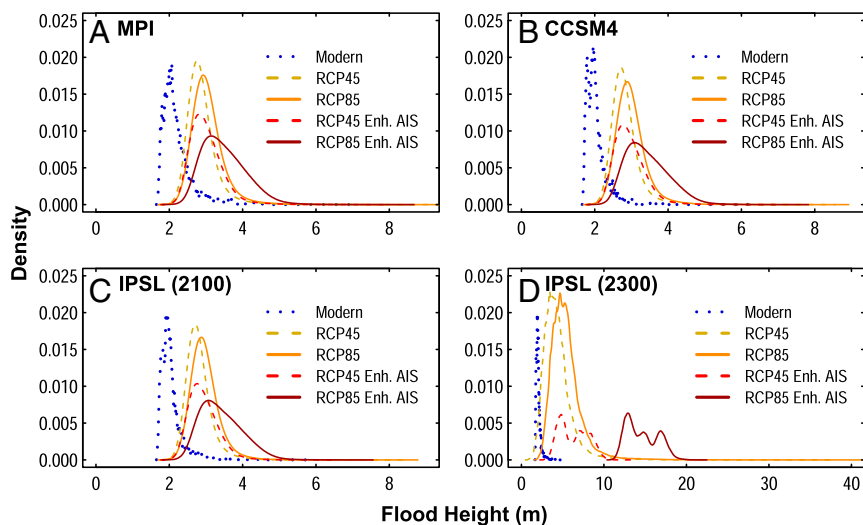 A MPI
0.025
0.020
0.015
0.010
0.005
0.000
Modern
RCP45
RCP85
RCP45 Enh. AIS
RCP85 Enh. AIS
0 2 4 6 8
B CCSM4
0.025
0.020
0.015
0.010
0.005
0.000
Modern
RCP45
RCP85
RCP45 Enh. AIS
RCP85 Enh. AIS
0 2 4 6 8
Density
C IPSL (2100)
0.025
0.020
0.015
0.010
0.005
0.000
Modern
RCP45
RCP85
RCP45 Enh. AIS
RCP85 Enh. AIS
0 2 4 6 8
D IPSL (2300)
0.025
0.020
0.015
0.010
0.005
0.000
Modern
RCP45
RCP85
RCP45 Enh. AIS
RCP85 Enh. AIS
0 10 20 30 40
Flood Height (m)